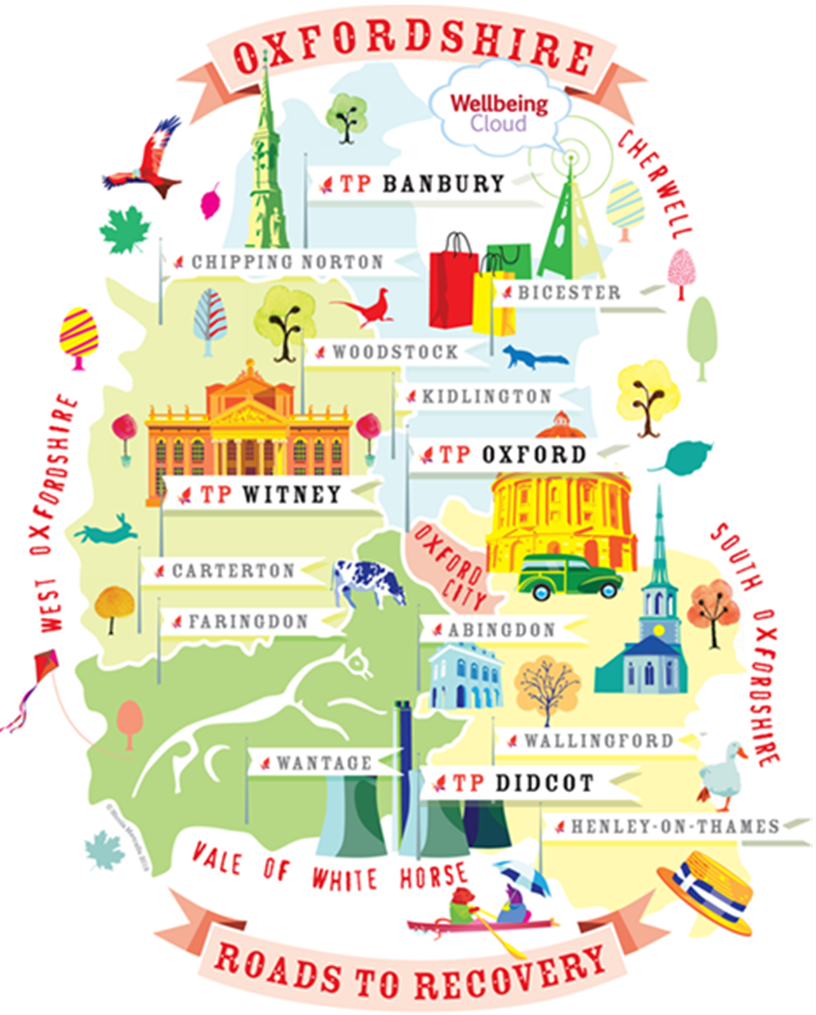 OXFORDSHIRE
Wellbeing
Cloud
CHERWELL
TP BANBURY
CHIPPING NORTON
BICESTER
WOODSTOCK
KIDLINGTON
WEST OXFORDSHIRE
TP OXFORD
TP WITNEY
OXFORD
CITY
SOUTH OXFORDSHIRE
CARTERTON
FARINGDON
ABINGDON
WALLINGFORD
WANTAGE
TP DIDCOT
HENLEY-ON-THAMES
VALE OF WHITE HORSE
ROADS TO RECOVERY